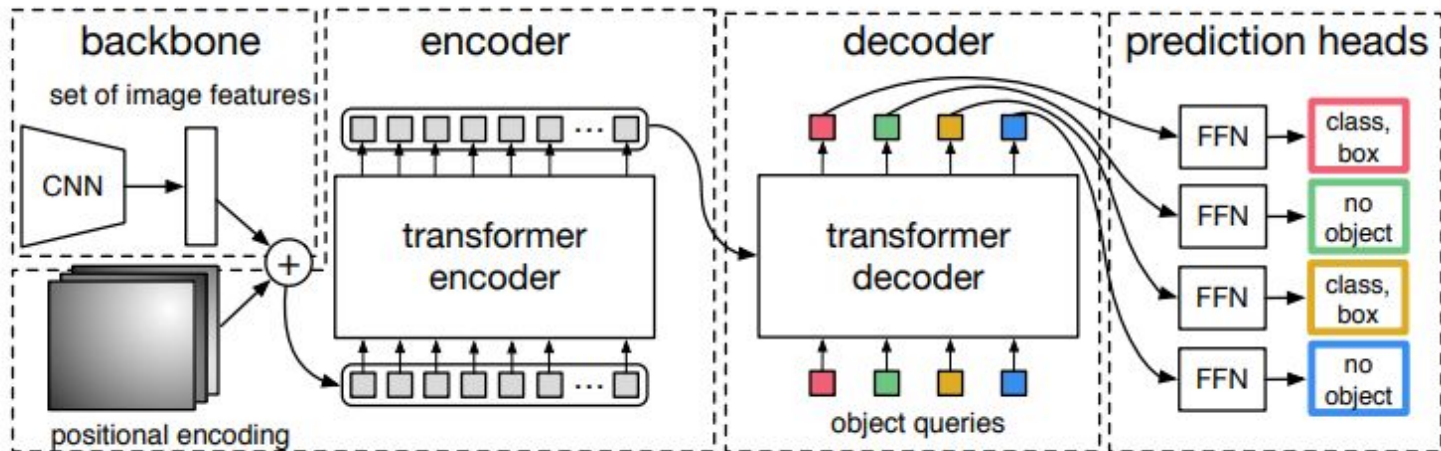 backbone
set of image features
CNN
+
positional encoding
encoder
...
transformer
encoder
...
decoder
transformer
decoder
object queries
prediction heads
FFN
class,
box
FFN
no
object
FFN
class,
box
FFN
no
object